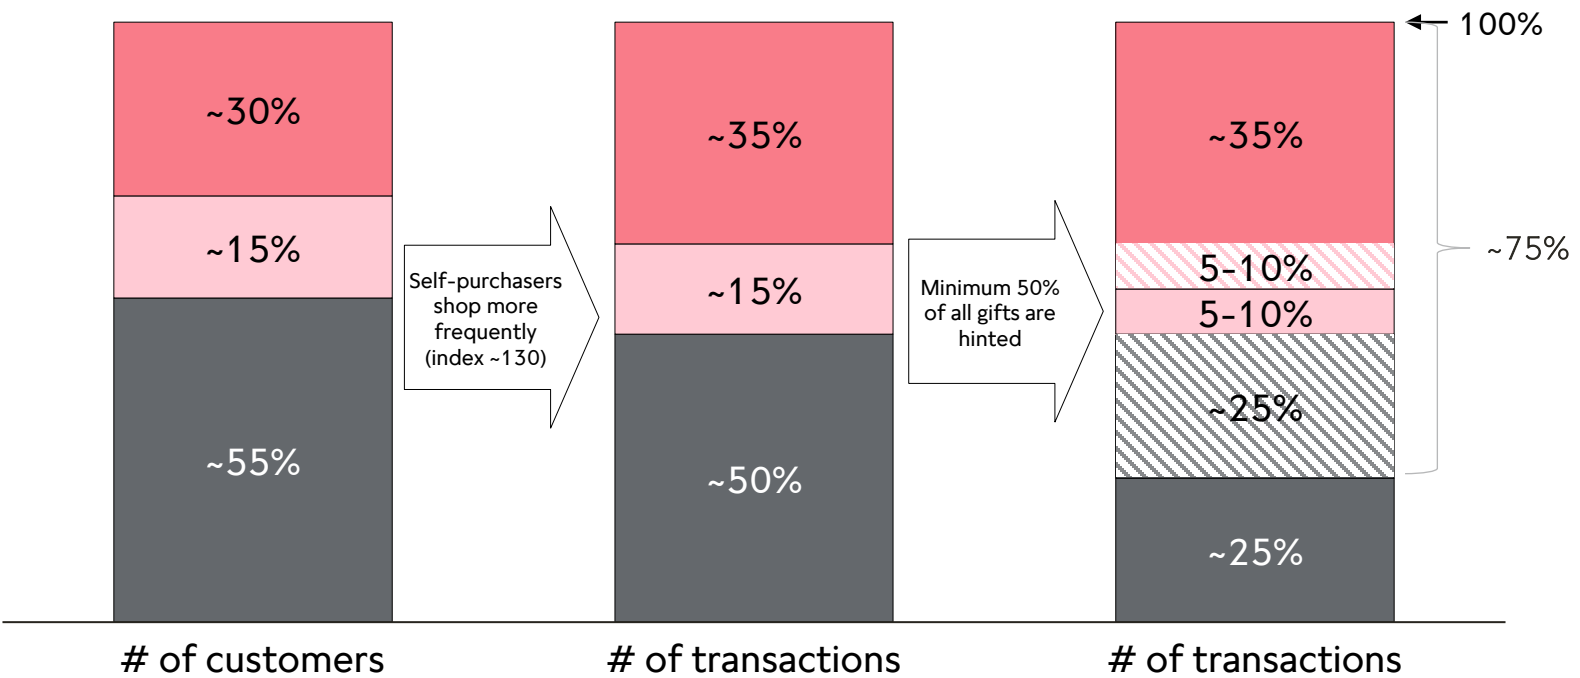 100%
~30%
~35%
~35%
~15%
~75%
5-10%
Self-purchasers
shop more
frequently
(index ~130)
~15%
Minimum 50%
of all gifts are
hinted
5-10%
~25%
~55%
~50%
~25%
# of customers
# of transactions
# of transactions